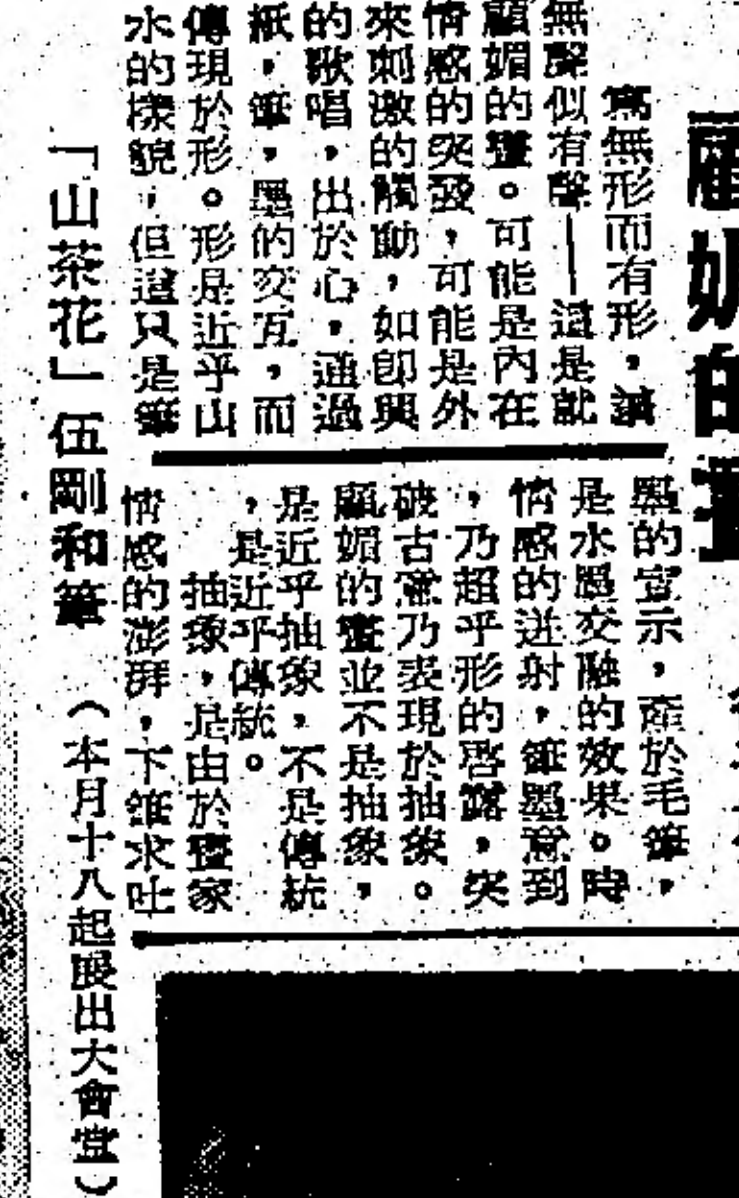 顧媚的畫
寫無形而有形,讀
無聲似有聲——這是就
顧媚的畫。可能是內在
情感的突發,可能是外
來刺激的觸動,如即興
的歌唱,出於心,通過
紙,筆,墨的交互,而
傳現於形。形是近乎山
水的樣貌,但這只是筆
墨的宣示,產於毛筆,
是水墨交融的效果。時
情感的迸射,筆墨意到
,乃超乎形的啓露,突
破古意乃表現於抽象。
顧媚的畫並不是抽象,
是近乎抽象,不是傳統
,是近乎傳統。
抽象,是由於畫家
情感的澎湃,下筆求吐
「山茶花」伍剛和筆 (本月十八起展出大會堂)